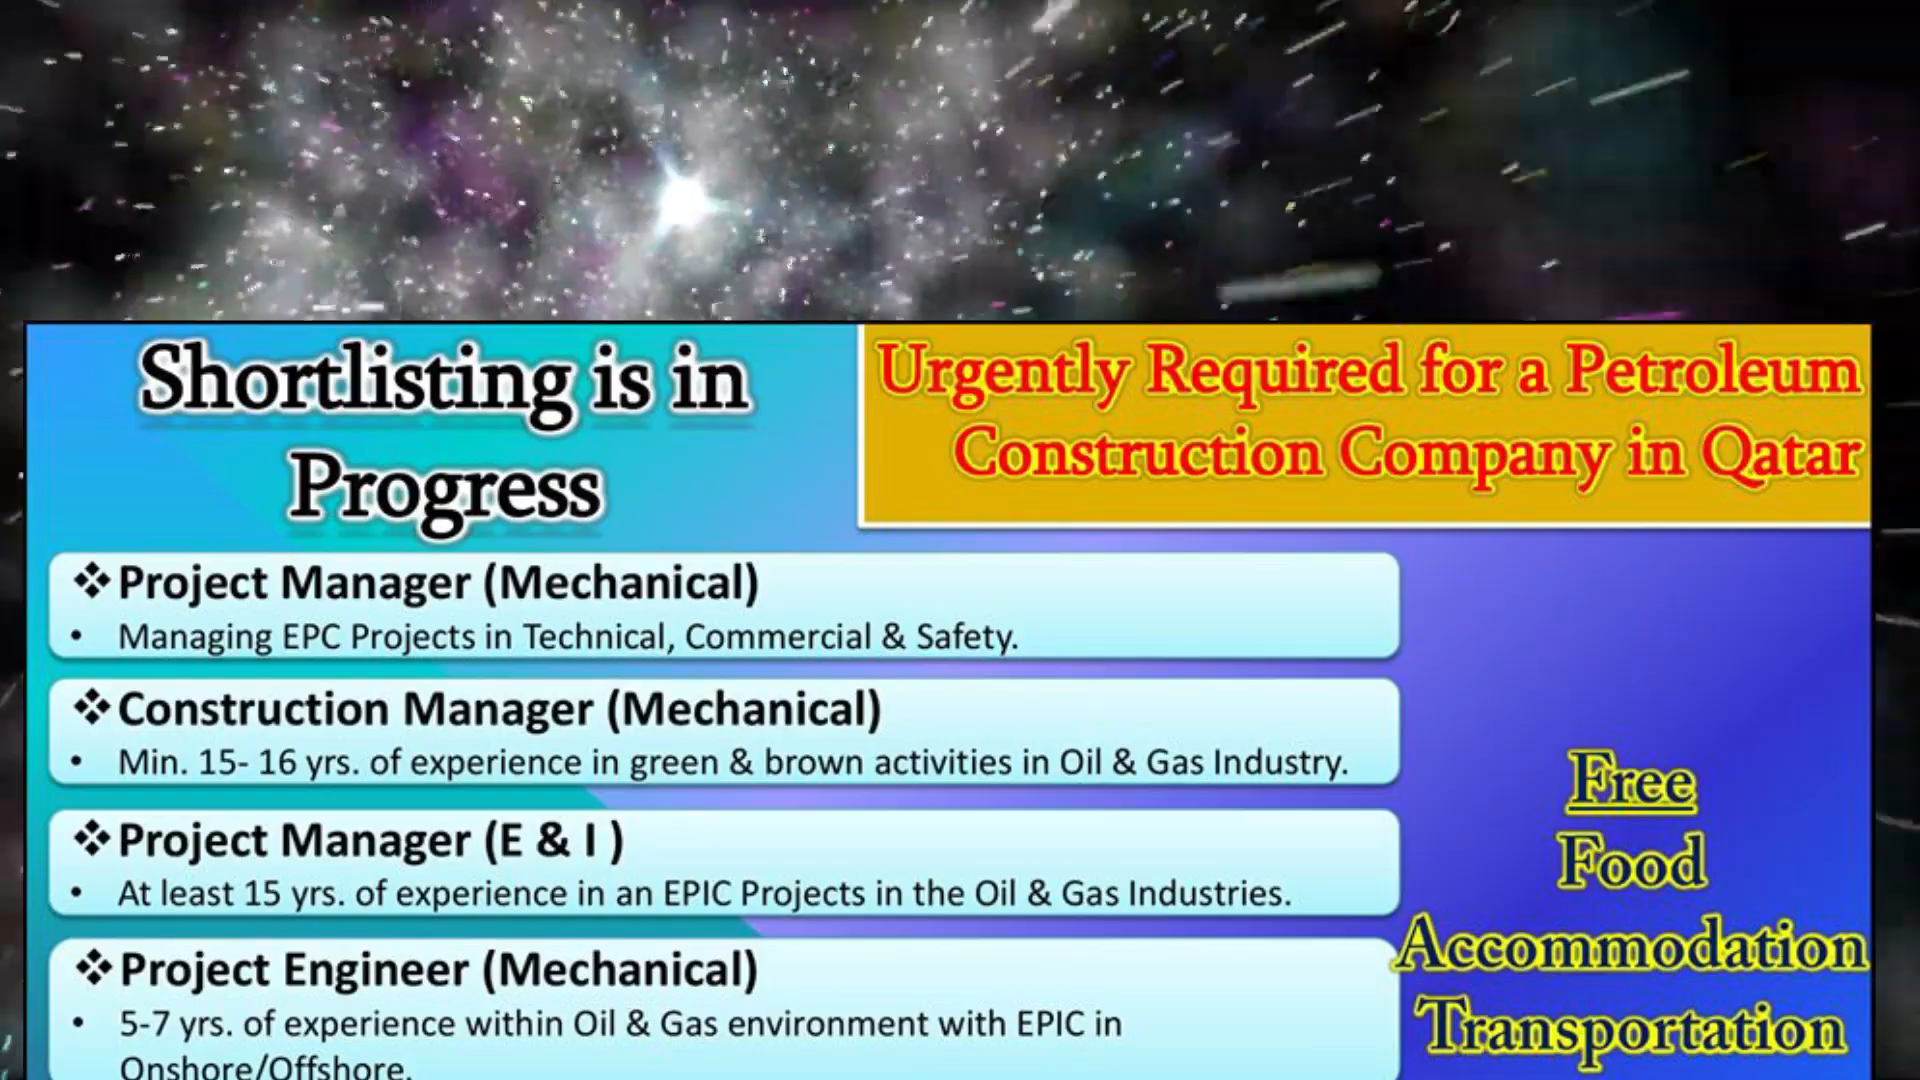 Shortlisting is in
Progress
Urgently Required for a Petroleum
Construction Company in Qatar
❖Project Manager (Mechanical)
• Managing EPC Projects in Technical, Commercial & Safety.
❖Construction Manager (Mechanical)
• Min. 15- 16 yrs. of experience in green & brown activities in Oil & Gas Industry.
❖Project Manager (E & I )
• At least 15 yrs. of experience in an EPIC Projects in the Oil & Gas Industries.
❖Project Engineer (Mechanical)
• 5-7 yrs. of experience within Oil & Gas environment with EPIC in
Onshore/Offshore.
Free
Food
Accommodation
Transportation